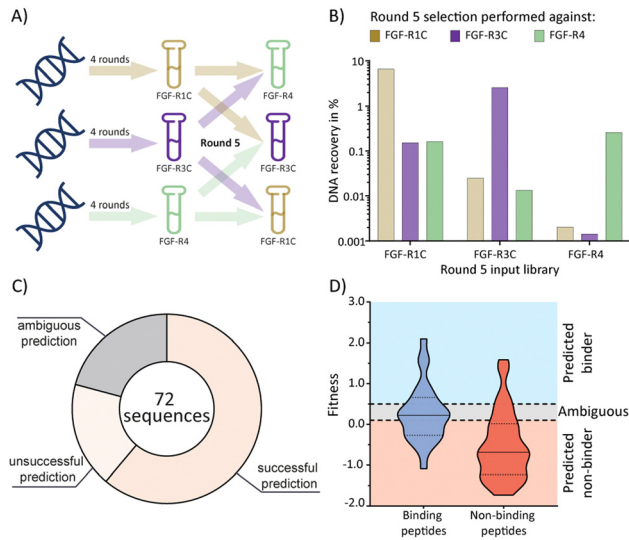 A)
4 rounds
FGF-R1C
FGF-R4
4 rounds
FGF-R3C
Round 5
FGF-R3C
4 rounds
FGF-R4
FGF-R1C
B)
Round 5 selection performed against:
FGF-R1C
FGF-R3C
FGF-R4
DNA recovery in %
10
1
0.1
0.01
0.001
FGF-R1C
FGF-R3C
FGF-R4
Round 5 input library
C)
ambiguous
prediction
72
sequences
unsuccessful
prediction
successful
prediction
D)
Fitness
3.0
2.0
1.0
0.0
-1.0
-2.0
Predicted
binder
Ambiguous
Predicted
non-binder
Binding
peptides
Non-binding
peptides